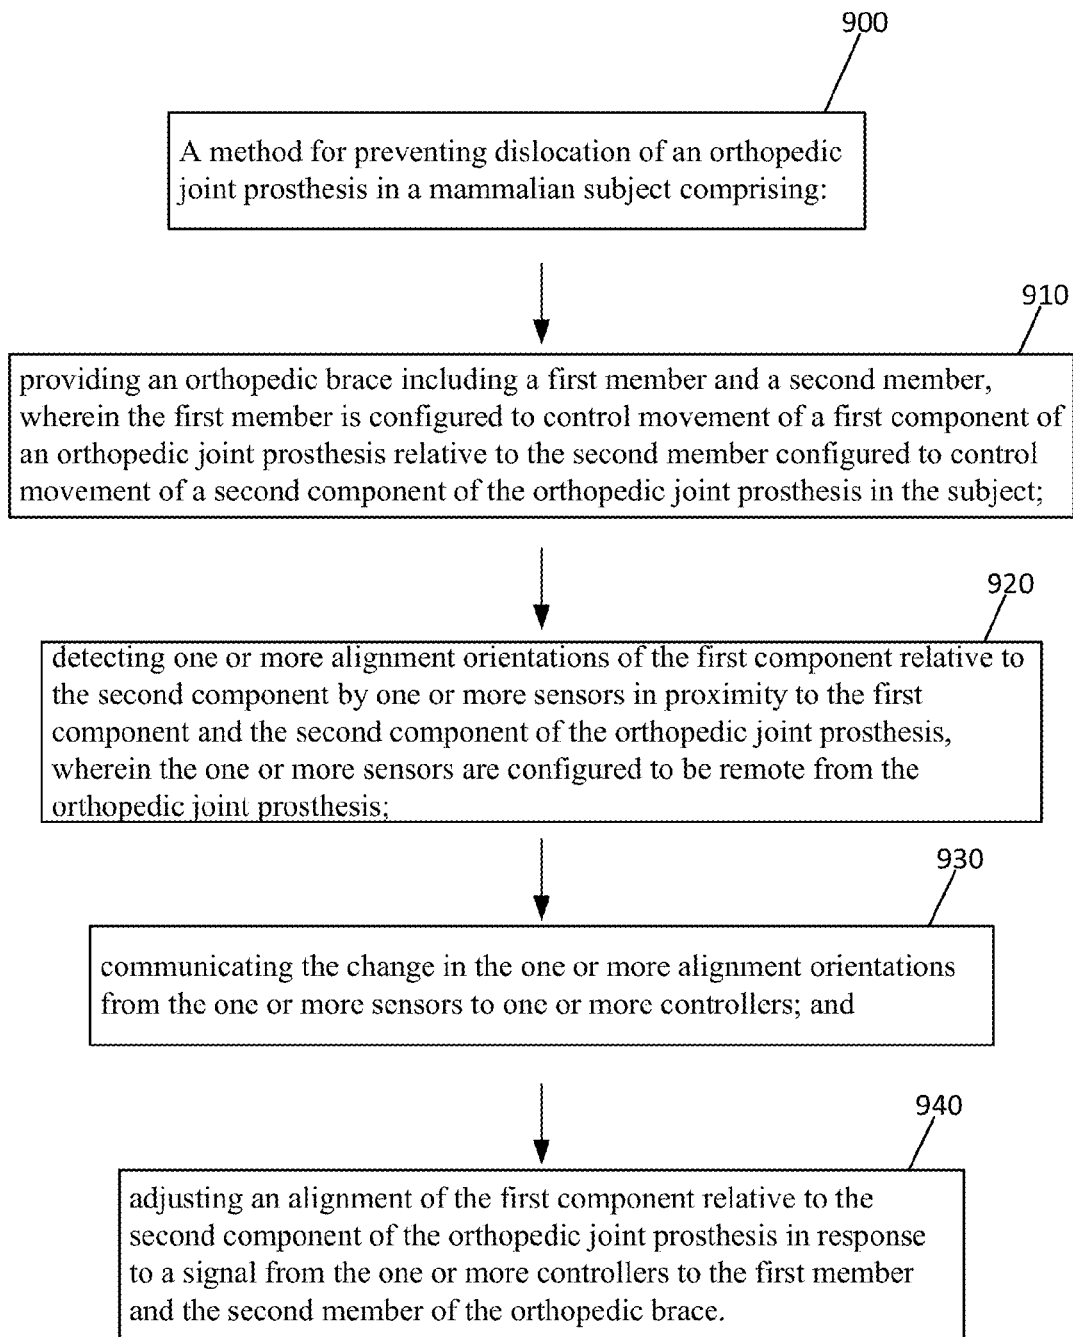 900
A method for preventing dislocation of an orthopedic
joint prosthesis in a mammalian subject comprising:
910
providing an orthopedic brace including a first member and a second member,
wherein the first member is configured to control movement of a first component of
an orthopedic joint prosthesis relative to the second member configured to control
movement of a second component of the orthopedic joint prosthesis in the subject;
920
detecting one or more alignment orientations of the first component relative to
the second component by one or more sensors in proximity to the first
component and the second component of the orthopedic joint prosthesis,
wherein the one or more sensors are configured to be remote from the
orthopedic joint prosthesis;
930
communicating the change in the one or more alignment orientations
from the one or more sensors to one or more controllers; and
940
adjusting an alignment of the first component relative to the
second component of the orthopedic joint prosthesis in response
to a signal from the one or more controllers to the first member
and the second member of the orthopedic brace.